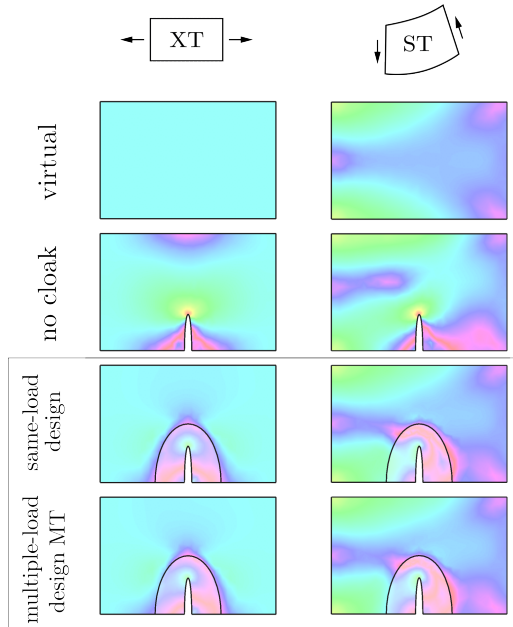 XT
ST
virtual
no cloak
same-load
design
multiple-load
design MT